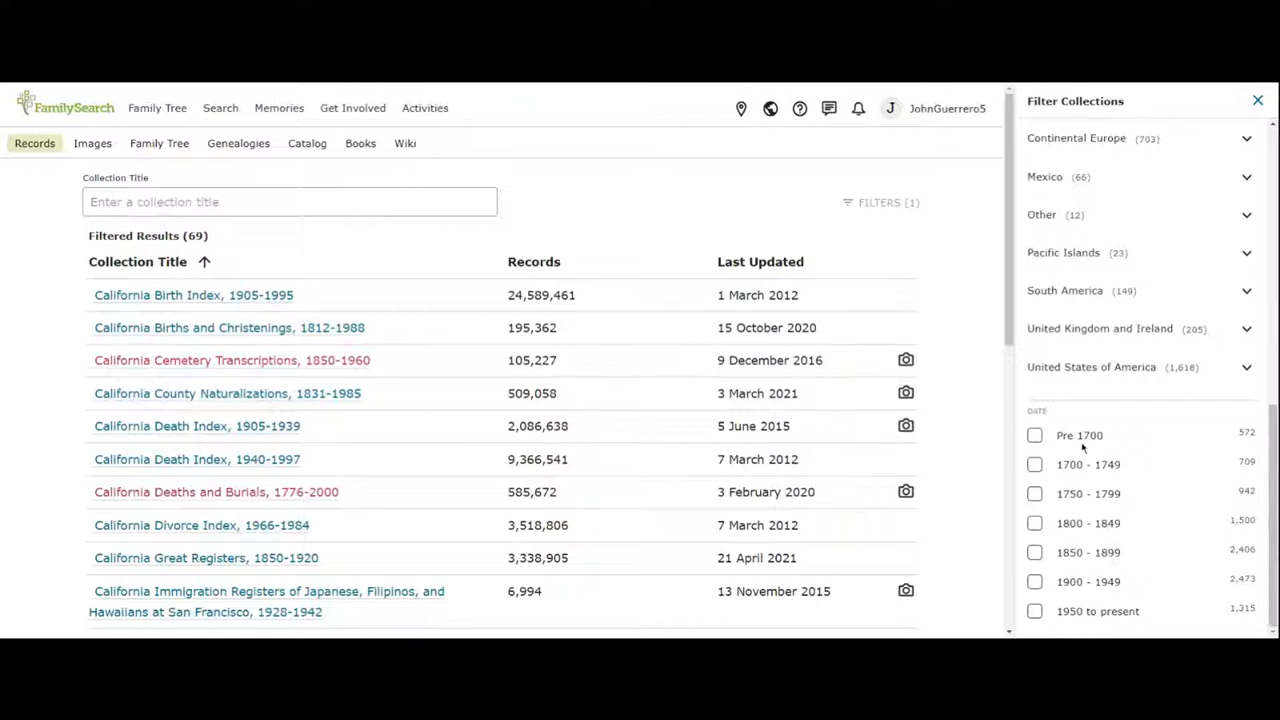 FamilySearch
Family Tree
Search
Memories
Get Involved
Activities
J
JohnGuerrero5
Records
Images
Family Tree
Genealogies
Catalog
Books
Wiki
Collection Title
Enter a collection title
FILTERS (1)
Filtered Results (69)
Collection Title Records Last Updated
California Birth Index, 1905-1995 24,589,461 1 March 2012
California Births and Christenings, 1812-1988 195,362 15 October 2020
California Cemetery Transcriptions, 1850-1960 105,227 9 December 2016
California County Naturalizations, 1831-1985 509,058 3 March 2021
California Death Index, 1905-1939 2,086,638 5 June 2015
California Death Index, 1940-1997 9,366,541 7 March 2012
California Deaths and Burials, 1776-2000 585,672 3 February 2020
California Divorce Index, 1966-1984 3,518,806 7 March 2012
California Great Registers, 1850-1920 3,338,905 21 April 2021
California Immigration Registers of Japanese, Filipinos, and 6,994 13 November 2015
Hawaiians at San Francisco, 1928-1942
Filter Collections
Continental Europe (703)
Mexico (66)
Other (12)
Pacific Islands (23)
South America (149)
United Kingdom and Ireland (205)
United States of America (1,618)
DATE
Pre 1700 572
1700 - 1749 709
1750 - 1799 942
1800 - 1849 1,500
1850 - 1899 2,406
1900 - 1949 2,473
1950 to present 1,315